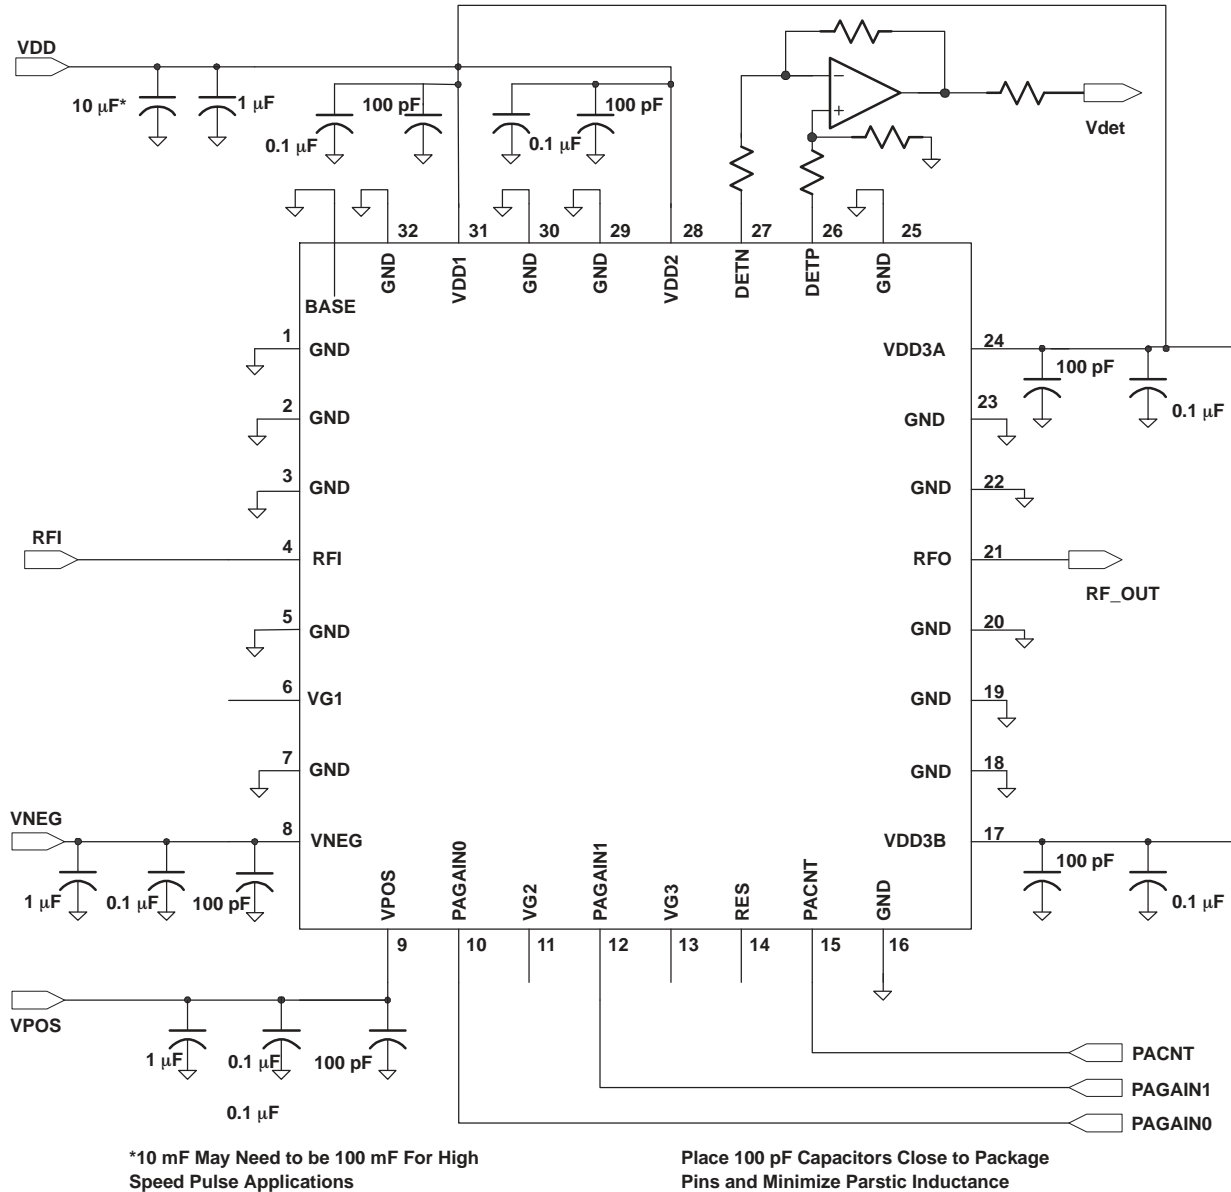 VDD
10 μF*
1 μF
0.1 μF
100 pF
0.1 μF
100 pF
−
+
Vdet
32
31
30
29
28
27
26
25
GND
VDD1
GND
GND
VDD2
DETN
DETP
GND
BASE
1
GND
2
GND
3
GND
RFI
4
RFI
5
GND
6
VG1
7
GND
VNEG
8
VNEG
1 μF
0.1 μF
100 pF
VDD3A
24
100 pF
0.1 μF
GND
23
GND
22
RFO
21
RF_OUT
GND
20
GND
19
GND
18
VDD3B
17
100 pF
0.1 μF
VPOS
PAGAIN0
VG2
PAGAIN1
VG3
RES
PACNT
GND
9
10
11
12
13
14
15
16
VPOS
1 μF
0.1 μF
100 pF
0.1 μF
PACNT
PAGAIN1
PAGAIN0
*10 mF May Need to be 100 mF For High
Speed Pulse Applications
Place 100 pF Capacitors Close to Package
Pins and Minimize Parstic Inductance